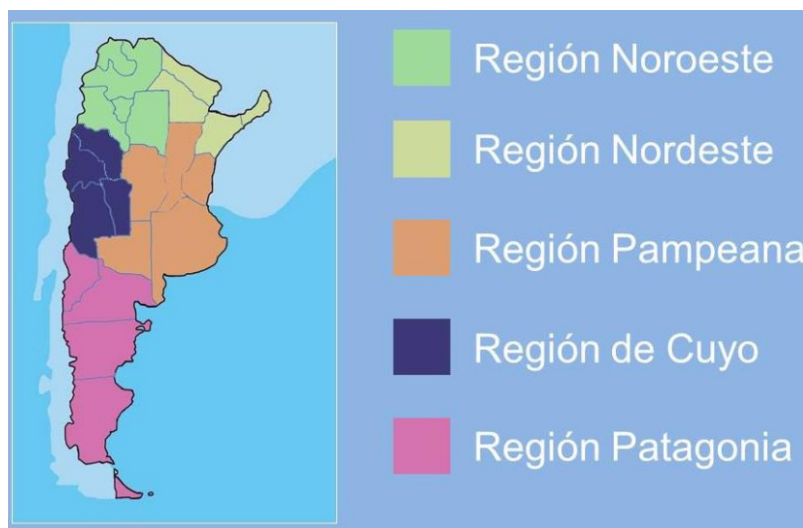 Región Noroeste
Región Nordeste
Región Pampeana
Región de Cuyo
Región Patagonia